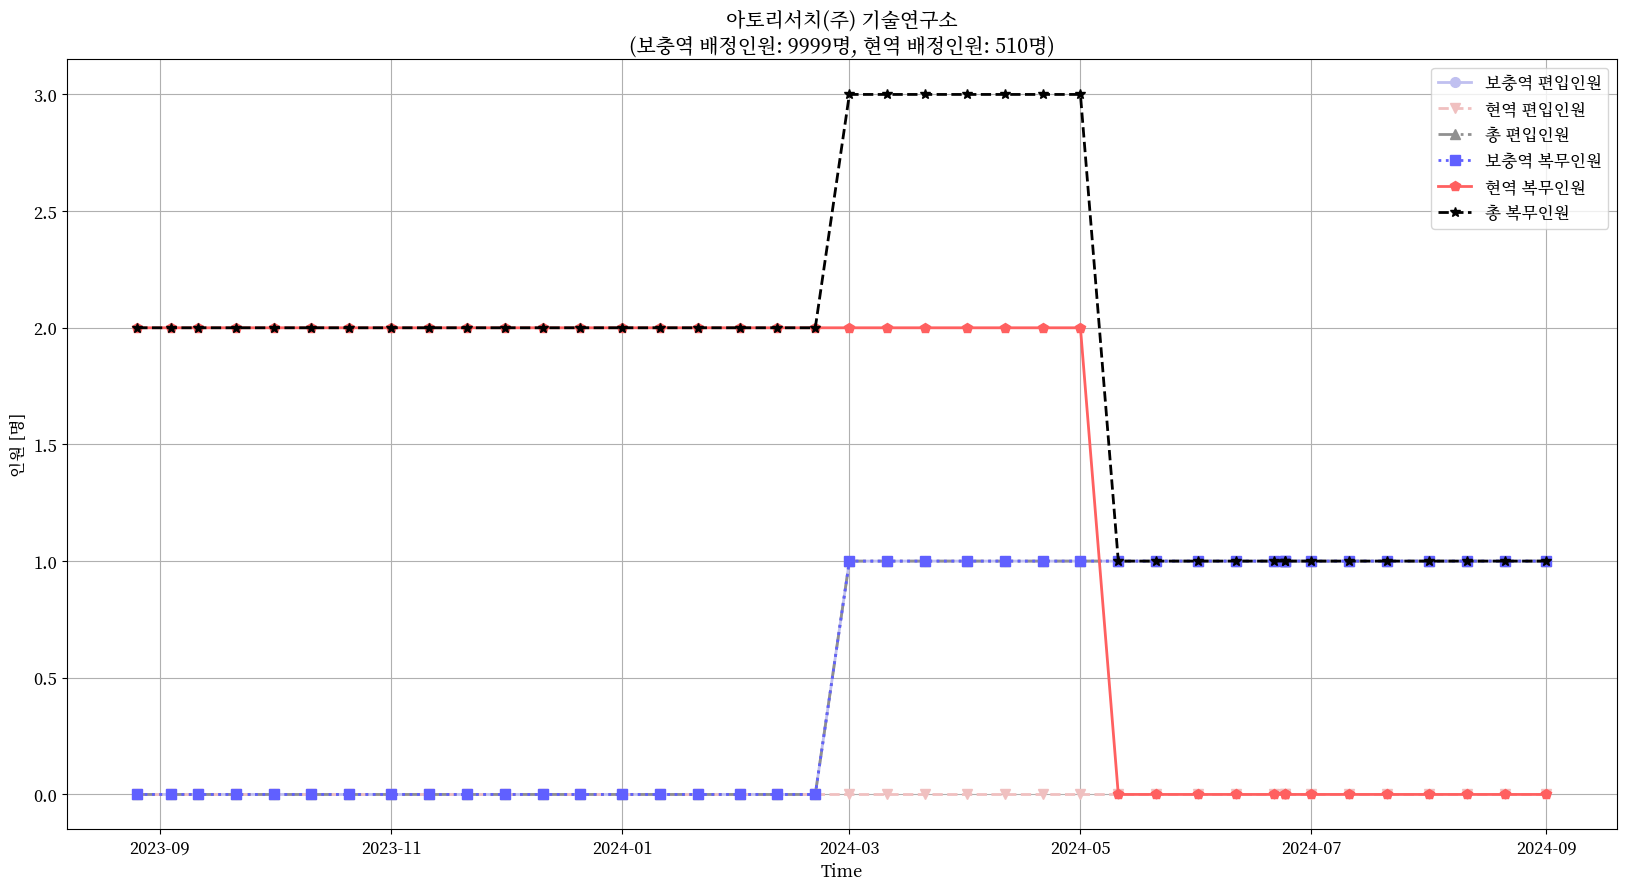 아토리서치(주) 기술연구소
(보충역 배정인원: 9999명, 현역 배정인원: 510명)
보충역 편입인원
현역 편입인원
총 편입인원
보충역 복무인원
현역 복무인원
총 복무인원
인원 [명]
3.0
2.5
2.0
1.5
1.0
0.5
0.0
2023-09 2023-11 2024-01 2024-03 2024-05 2024-07 2024-09
Time